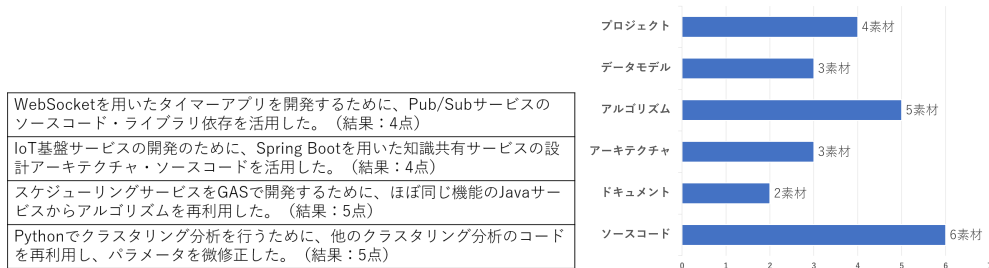 WebSocketを用いたタイマーアプリを開発するために、Pub/Subサービスの
ソースコード・ライブラリ依存を活用した。（結果：4点）
IoT基盤サービスの開発のために、Spring Bootを用いた知識共有サービスの設
計アーキテクチャ・ソースコードを活用した。（結果：4点）
スケジューリングサービスをGASで開発するために、ほぼ同じ機能のJavaサー
ビスからアルゴリズムを再利用した。（結果：5点）
Pythonでクラスタリング分析を行うために、他のクラスタリング分析のコード
を再利用し、パラメータを微修正した。（結果：5点）
プロジェクト 4素材
データモデル 3素材
アルゴリズム 5素材
アーキテクチャ 3素材
ドキュメント 2素材
ソースコード 6素材
0 1 2 3 4 5 6